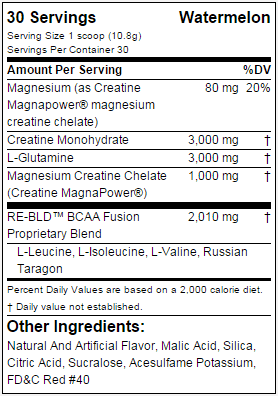 30 Servings Watermelon
Serving Size 1 scoop (10.8g)
Servings Per Container 30
Amount Per Serving %DV
Magnesium (as Creatine 80 mg 20%
Magnapower® magnesium
creatine chelate)
Creatine Monohydrate 3,000 mg †
L-Glutamine 3,000 mg †
Magnesium Creatine Chelate 1,000 mg †
(Creatine MagnaPower®)
RE-BLD™ BCAA Fusion 2,010 mg †
Proprietary Blend
L-Leucine, L-Isoleucine, L-Valine, Russian
Taragon
Percent Daily Values are based on a 2,000 calorie diet.
† Daily value not established.
Other Ingredients:
Natural And Artificial Flavor, Malic Acid, Silica,
Citric Acid, Sucralose, Acesulfame Potassium,
FD&C Red #40